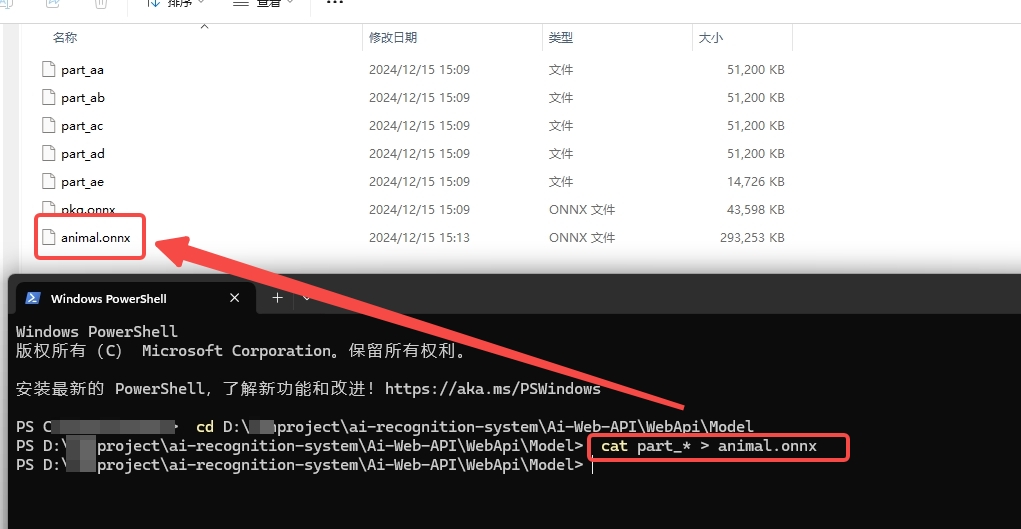 排序 查看 ...
名称 修改日期 类型 大小
part_aa 2024/12/15 15:09 文件 51,200 KB
part_ab 2024/12/15 15:09 文件 51,200 KB
part_ac 2024/12/15 15:09 文件 51,200 KB
part_ad 2024/12/15 15:09 文件 51,200 KB
part_ae 2024/12/15 15:09 文件 14,726 KB
pkg.onnx 2024/12/15 15:09 ONNX 文件 43,598 KB
animal.onnx 2024/12/15 15:13 ONNX 文件 293,253 KB
Windows PowerShell
Windows PowerShell
版权所有 (C) Microsoft Corporation。保留所有权利。
安装最新的 PowerShell，了解新功能和改进！https://aka.ms/PSWindows
PS C > cd D:\ project\ai-recognition-system\Ai-Web-API\WebApi\Model
PS D:\ project\ai-recognition-system\Ai-Web-API\WebApi\Model> cat part_* > animal.onnx
PS D:\ project\ai-recognition-system\Ai-Web-API\WebApi\Model>